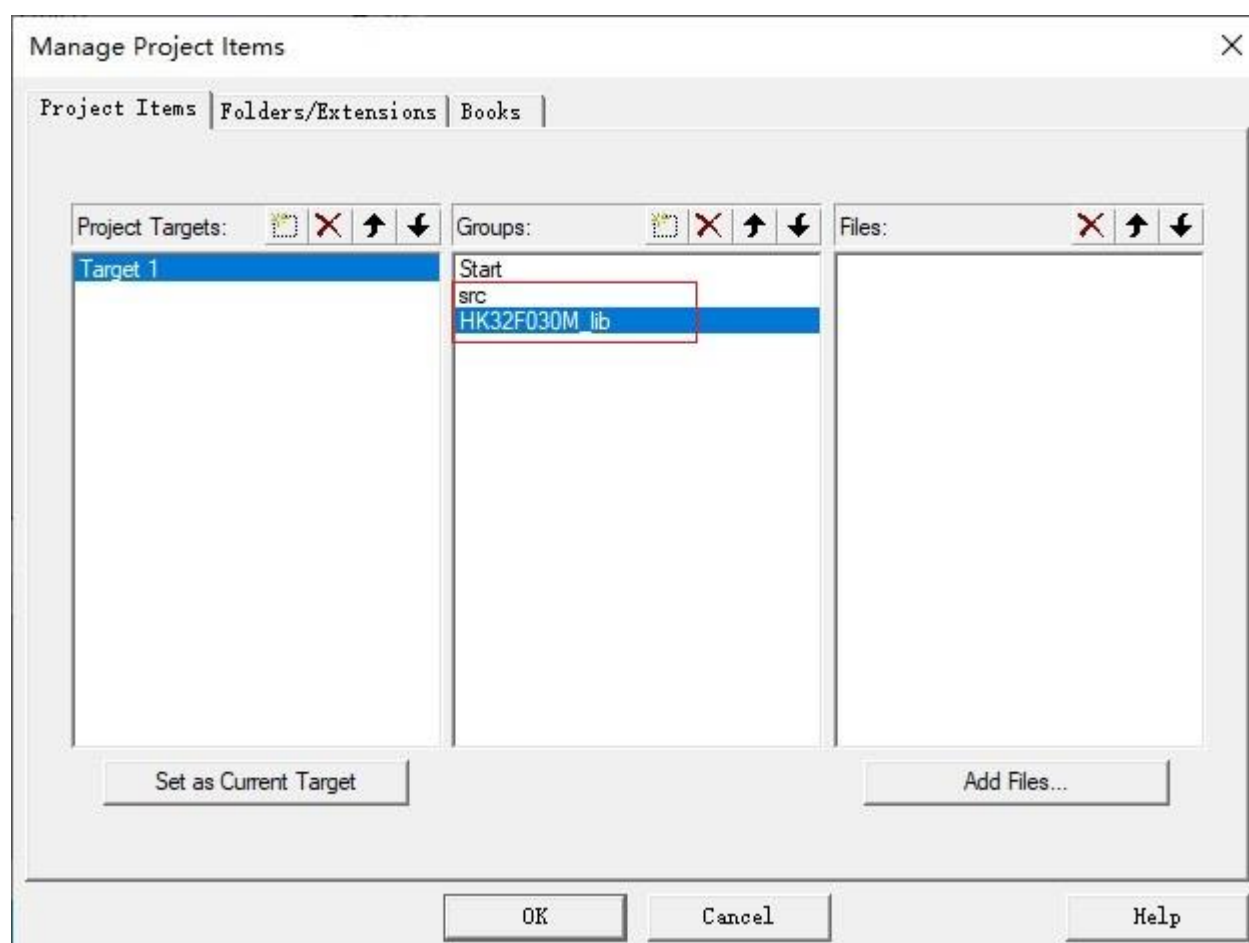 Manage Project Items
Project Items Folders/Extensions Books
Project Targets: Groups: Files:
Target 1
Start
src
HK32F030M_lib
Set as Current Target Add Files...
OK Cancel Help